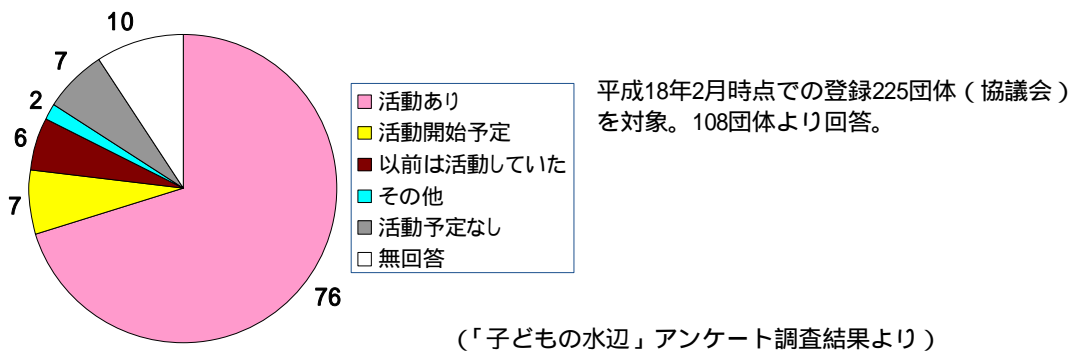 10
7
2
6
7
76
活動あり
活動開始予定
以前は活動していた
その他
活動予定なし
無回答
平成18年2月時点での登録225団体（協議会）
を対象。108団体より回答。
(「子どもの水辺」アンケート調査結果より)